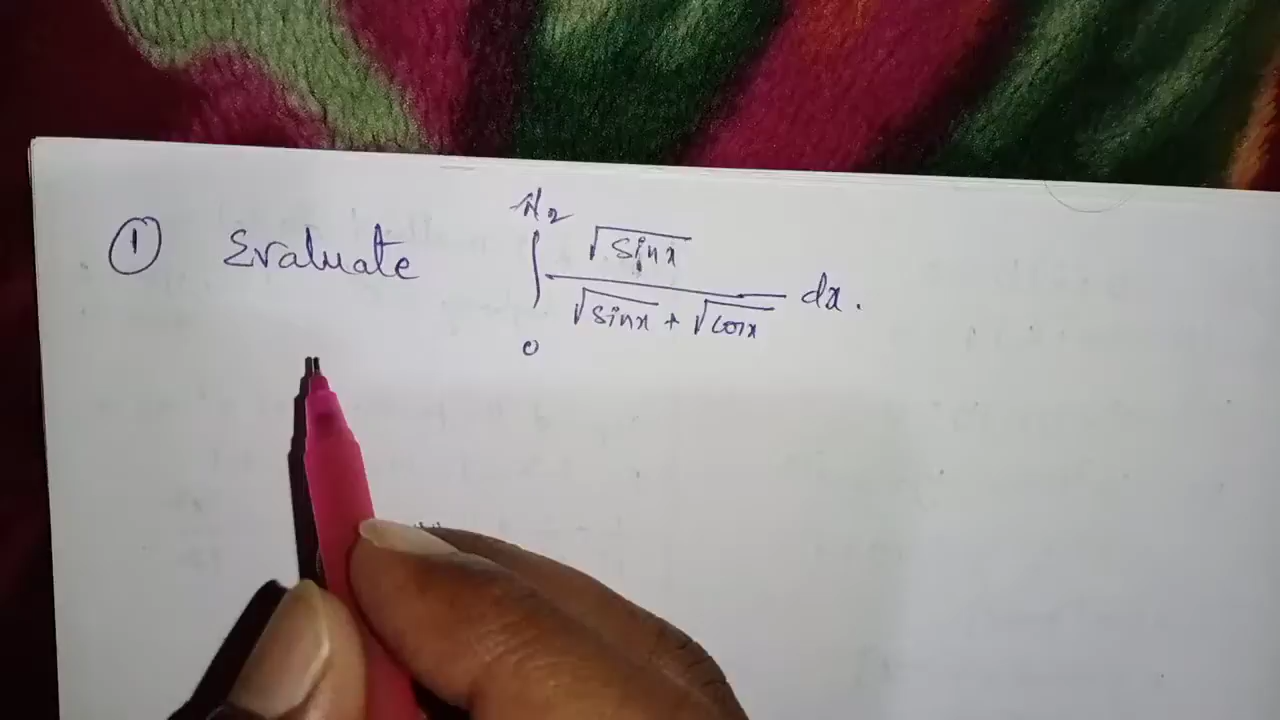 ① Evaluate ∫₀^{π/2} √sinx / (√sinx + √cosx) dx.